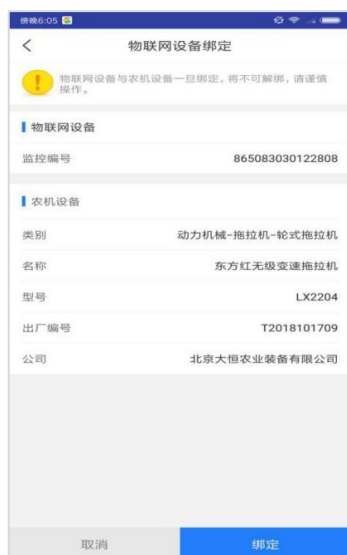 傍晚6:05
物联网设备绑定
物联网设备与农机设备一旦绑定，将不可解绑，请谨慎
操作。
物联网设备
监控编号 865083030122808
农机设备
类别 动力机械-拖拉机-轮式拖拉机
名称 东方红无级变速拖拉机
型号 LX2204
出厂编号 T2018101709
公司 北京大恒农业装备有限公司
取消 绑定